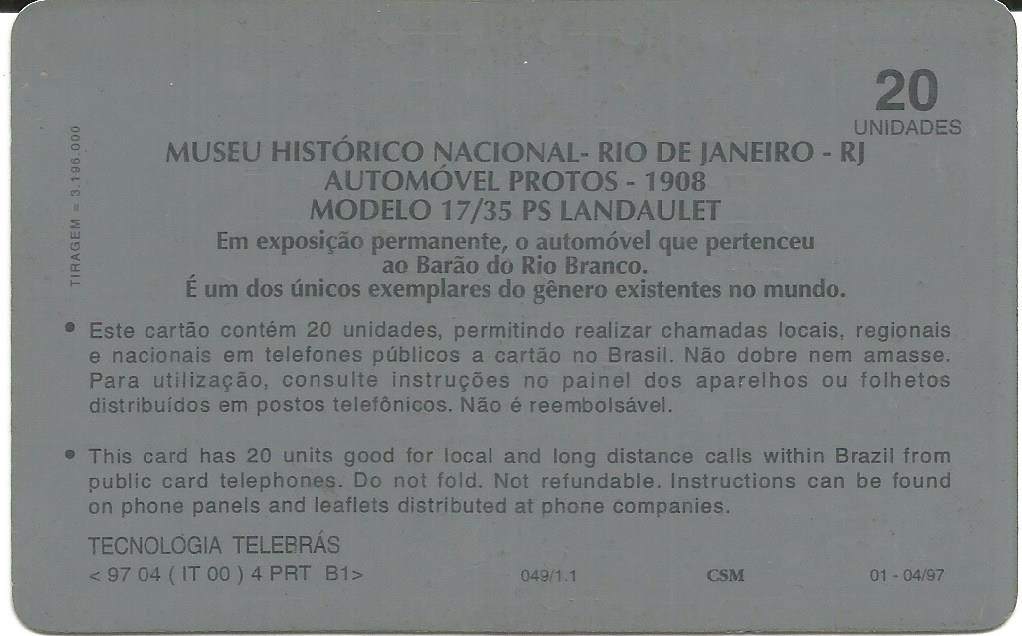 20
UNIDADES
TIRAGEM = 3.196.000
MUSEU HISTÓRICO NACIONAL- RIO DE JANEIRO - RJ
AUTOMÓVEL PROTOS - 1908
MODELO 17/35 PS LANDAULET
Em exposição permanente, o automóvel que pertenceu
ao Barão do Rio Branco.
É um dos únicos exemplares do gênero existentes no mundo.
• Este cartão contém 20 unidades, permitindo realizar chamadas locais, regionais
e nacionais em telefones públicos a cartão no Brasil. Não dobre nem amasse.
Para utilização, consulte instruções no painel dos aparelhos ou folhetos
distribuídos em postos telefônicos. Não é reembolsável.
• This card has 20 units good for local and long distance calls within Brazil from
public card telephones. Do not fold. Not refundable. Instructions can be found
on phone panels and leaflets distributed at phone companies.
TECNOLOGIA TELEBRÁS
< 97 04 ( IT 00 ) 4 PRT B1> 049/1.1 CSM 01 - 04/97